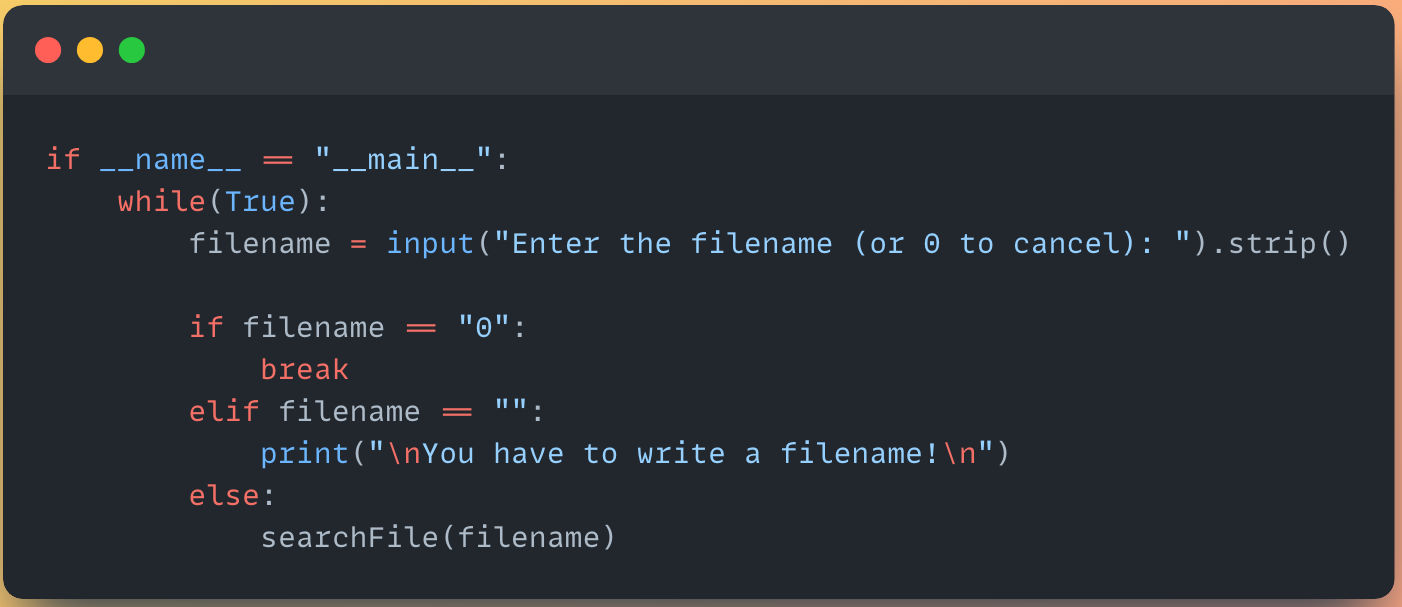 if __name__ == "__main__":
    while(True):
        filename = input("Enter the filename (or 0 to cancel): ").strip()

        if filename == "0":
            break
        elif filename == "":
            print("\nYou have to write a filename!\n")
        else:
            searchFile(filename)